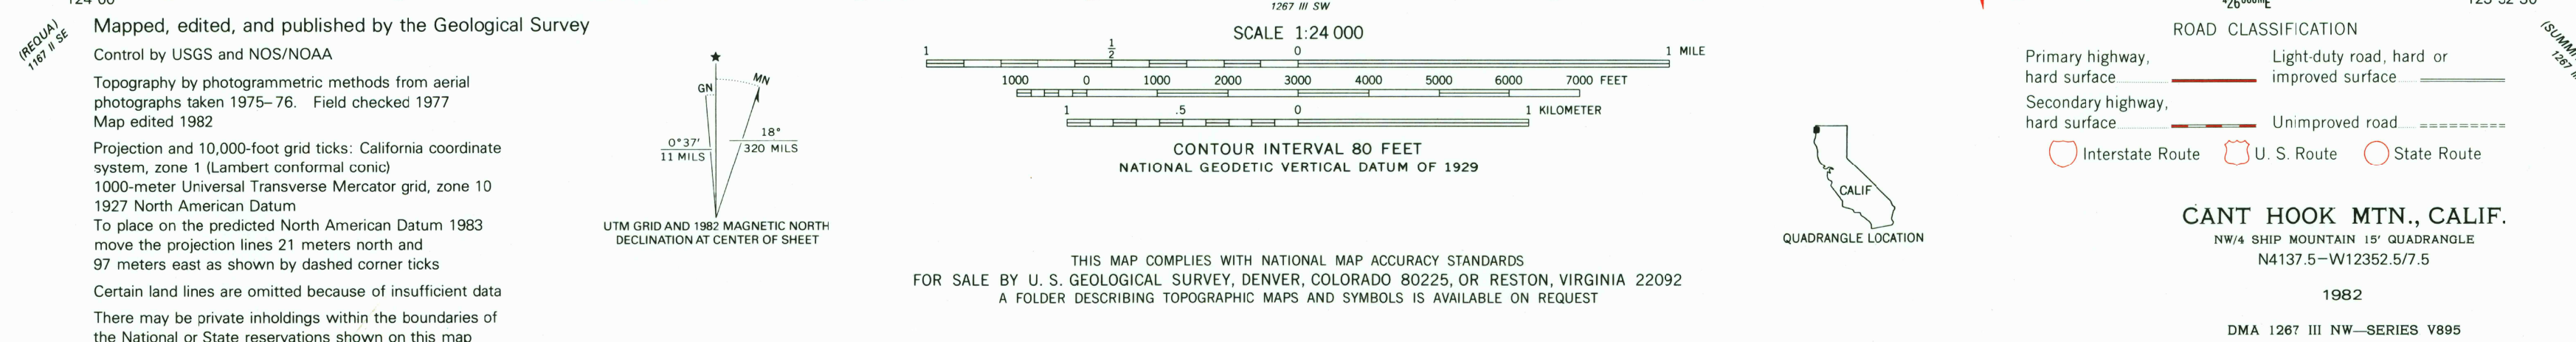 (REQUA)
1167 II SE
Mapped, edited, and published by the Geological Survey
Control by USGS and NOS/NOAA
Topography by photogrammetric methods from aerial
photographs taken 1975–76. Field checked 1977
Map edited 1982
Projection and 10,000-foot grid ticks: California coordinate
system, zone 1 (Lambert conformal conic)
1000-meter Universal Transverse Mercator grid, zone 10
1927 North American Datum
To place on the predicted North American Datum 1983
move the projection lines 21 meters north and
97 meters east as shown by dashed corner ticks
Certain land lines are omitted because of insufficient data
There may be private inholdings within the boundaries of
the National or State reservations shown on this map
★
GN
MN
0°37′
11 MILS
18°
320 MILS
UTM GRID AND 1982 MAGNETIC NORTH
DECLINATION AT CENTER OF SHEET
1267 III SW
SCALE 1:24 000
1 ½ 0 1 MILE
1000 0 1000 2000 3000 4000 5000 6000 7000 FEET
1 .5 0 1 KILOMETER
CONTOUR INTERVAL 80 FEET
NATIONAL GEODETIC VERTICAL DATUM OF 1929
THIS MAP COMPLIES WITH NATIONAL MAP ACCURACY STANDARDS
FOR SALE BY U. S. GEOLOGICAL SURVEY, DENVER, COLORADO 80225, OR RESTON, VIRGINIA 22092
A FOLDER DESCRIBING TOPOGRAPHIC MAPS AND SYMBOLS IS AVAILABLE ON REQUEST
CALIF
QUADRANGLE LOCATION
ROAD CLASSIFICATION
Primary highway,
hard surface
Light-duty road, hard or
improved surface
Secondary highway,
hard surface
Unimproved road
Interstate Route U. S. Route State Route
CANT HOOK MTN., CALIF.
NW/4 SHIP MOUNTAIN 15′ QUADRANGLE
N4137.5–W12352.5/7.5
1982
DMA 1267 III NW–SERIES V895